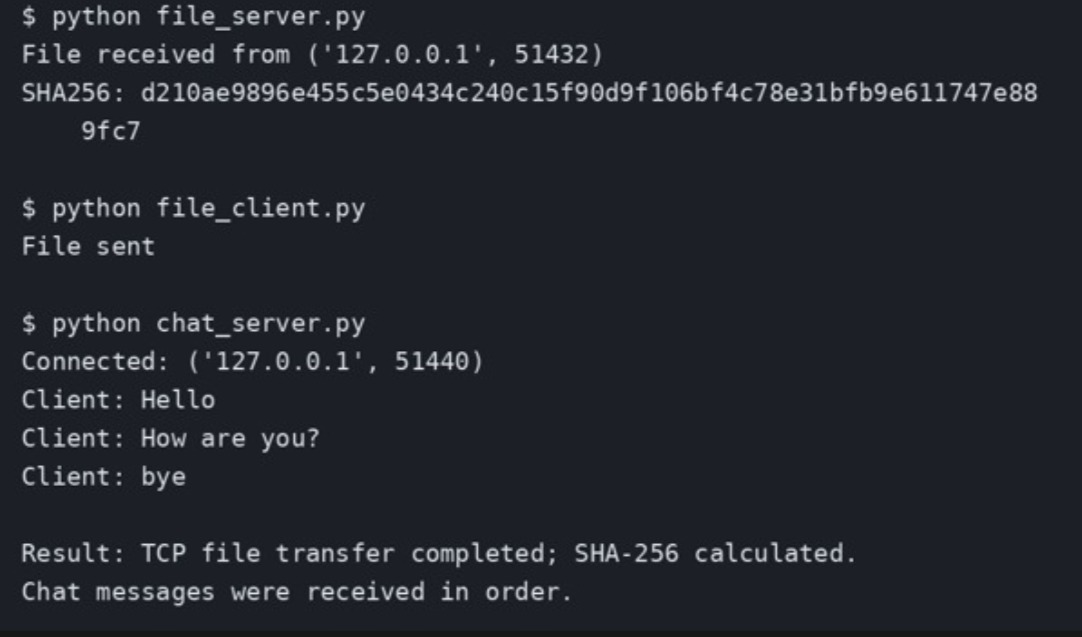 $ python file_server.py
File received from ('127.0.0.1', 51432)
SHA256: d210ae9896e455c5e0434c240c15f90d9f106bf4c78e31bfb9e611747e88
9fc7
$ python file_client.py
File sent
$ python chat_server.py
Connected: ('127.0.0.1', 51440)
Client: Hello
Client: How are you?
Client: bye
Result: TCP file transfer completed; SHA-256 calculated.
Chat messages were received in order.